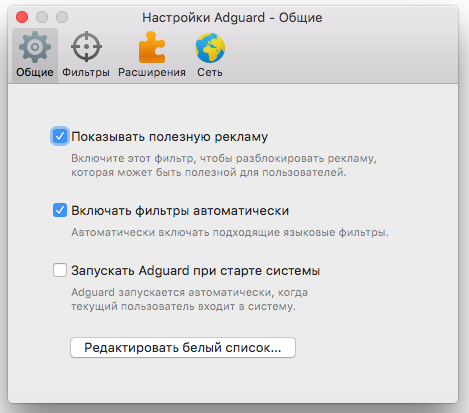 Настройки Adguard - Общие
Общие Фильтры Расширения Сеть
Показывать полезную рекламу
Включите этот фильтр, чтобы разблокировать рекламу,
которая может быть полезной для пользователей.
Включать фильтры автоматически
Автоматически включать подходящие языковые фильтры.
Запускать Adguard при старте системы
Adguard запускается автоматически, когда
текущий пользователь входит в систему.
Редактировать белый список...